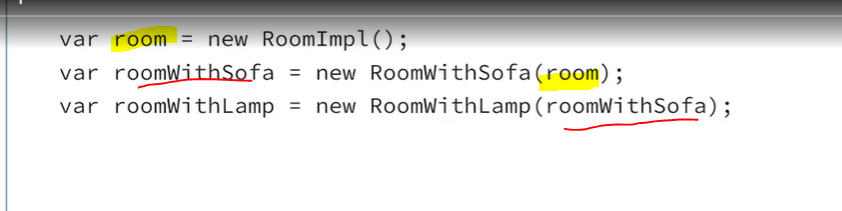 var room = new RoomImpl();
var roomWithSofa = new RoomWithSofa(room);
var roomWithLamp = new RoomWithLamp(roomWithSofa);